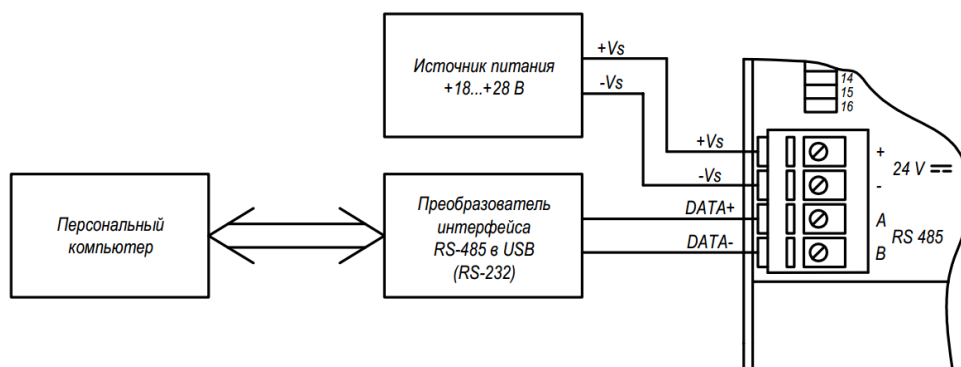 Источник питания
+18...+28 В
+Vs
-Vs
14
15
16
+Vs
+
-Vs
-
24 V
Персональный
компьютер
Преобразователь
интерфейса
RS-485 в USB
(RS-232)
DATA+
A
DATA-
B
RS 485